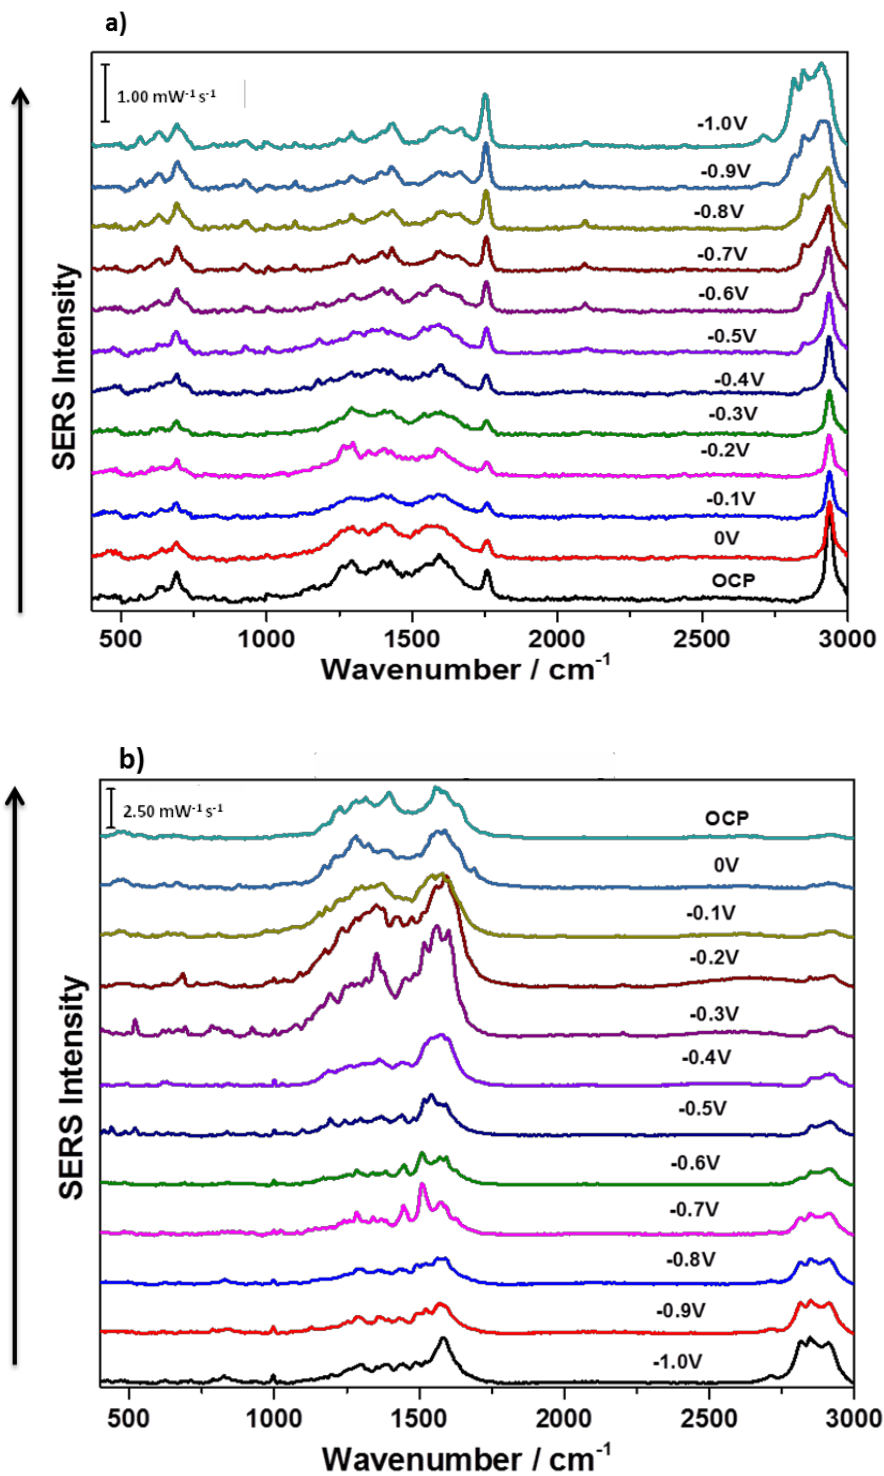 a)
1.00 mW-1 s-1
-1.0V
-0.9V
-0.8V
-0.7V
-0.6V
-0.5V
-0.4V
-0.3V
-0.2V
-0.1V
0V
OCP
SERS Intensity
500 1000 1500 2000 2500 3000
Wavenumber / cm-1
b)
2.50 mW-1 s-1
OCP
0V
-0.1V
-0.2V
-0.3V
-0.4V
-0.5V
-0.6V
-0.7V
-0.8V
-0.9V
-1.0V
SERS Intensity
500 1000 1500 2000 2500 3000
Wavenumber / cm-1